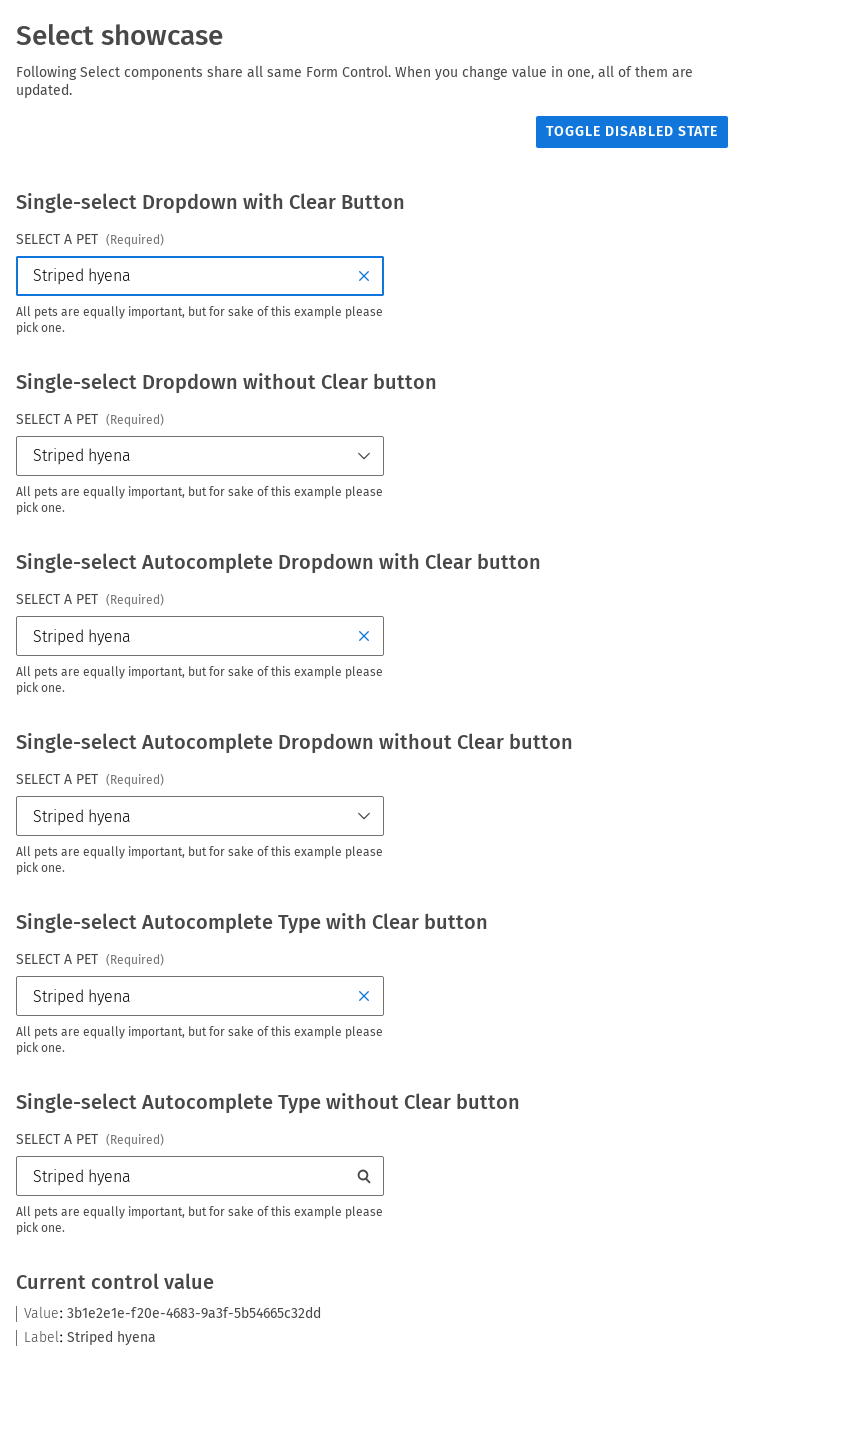 Select showcase
Following Select components share all same Form Control. When you change value in one, all of them are
updated.
TOGGLE DISABLED STATE
Single-select Dropdown with Clear Button
SELECT A PET (Required)
Striped hyena
All pets are equally important, but for sake of this example please
pick one.
Single-select Dropdown without Clear button
SELECT A PET (Required)
Striped hyena
All pets are equally important, but for sake of this example please
pick one.
Single-select Autocomplete Dropdown with Clear button
SELECT A PET (Required)
Striped hyena
All pets are equally important, but for sake of this example please
pick one.
Single-select Autocomplete Dropdown without Clear button
SELECT A PET (Required)
Striped hyena
All pets are equally important, but for sake of this example please
pick one.
Single-select Autocomplete Type with Clear button
SELECT A PET (Required)
Striped hyena
All pets are equally important, but for sake of this example please
pick one.
Single-select Autocomplete Type without Clear button
SELECT A PET (Required)
Striped hyena
All pets are equally important, but for sake of this example please
pick one.
Current control value
Value: 3b1e2e1e-f20e-4683-9a3f-5b54665c32dd
Label: Striped hyena